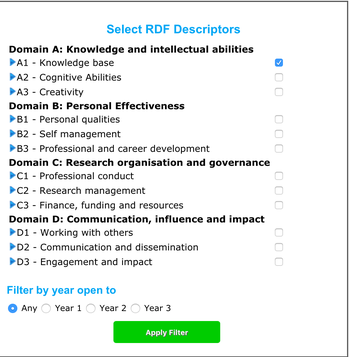 Select RDF Descriptors
Domain A: Knowledge and intellectual abilities
A1 - Knowledge base
A2 - Cognitive Abilities
A3 - Creativity
Domain B: Personal Effectiveness
B1 - Personal qualities
B2 - Self management
B3 - Professional and career development
Domain C: Research organisation and governance
C1 - Professional conduct
C2 - Research management
C3 - Finance, funding and resources
Domain D: Communication, influence and impact
D1 - Working with others
D2 - Communication and dissemination
D3 - Engagement and impact
Filter by year open to
Any Year 1 Year 2 Year 3
Apply Filter